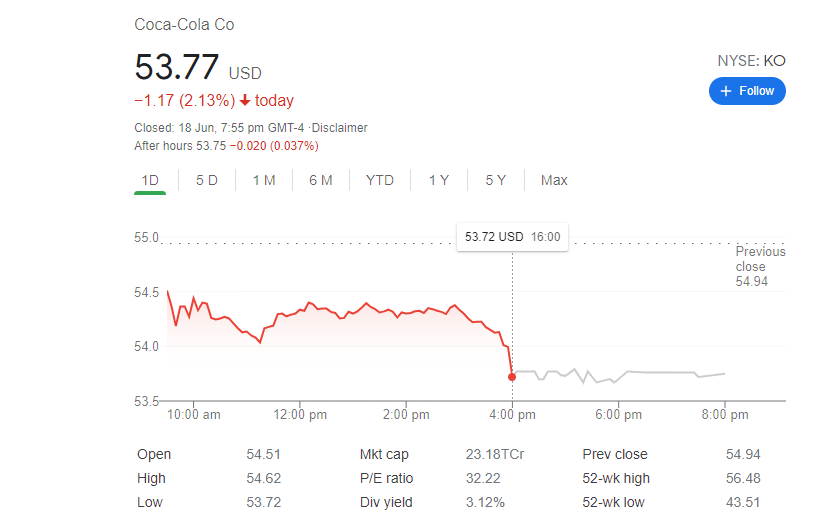 Coca-Cola Co
53.77 USD
NYSE: KO
−1.17 (2.13%) today
+ Follow
Closed: 18 Jun, 7:55 pm GMT-4 ·Disclaimer
After hours 53.75 −0.020 (0.037%)
1D 5 D 1 M 6 M YTD 1 Y 5 Y Max
53.72 USD 16:00
55.0
Previous
close
54.94
54.5
54.0
53.5
10:00 am 12:00 pm 2:00 pm 4:00 pm 6:00 pm 8:00 pm
Open 54.51 Mkt cap 23.18TCr Prev close 54.94
High 54.62 P/E ratio 32.22 52-wk high 56.48
Low 53.72 Div yield 3.12% 52-wk low 43.51